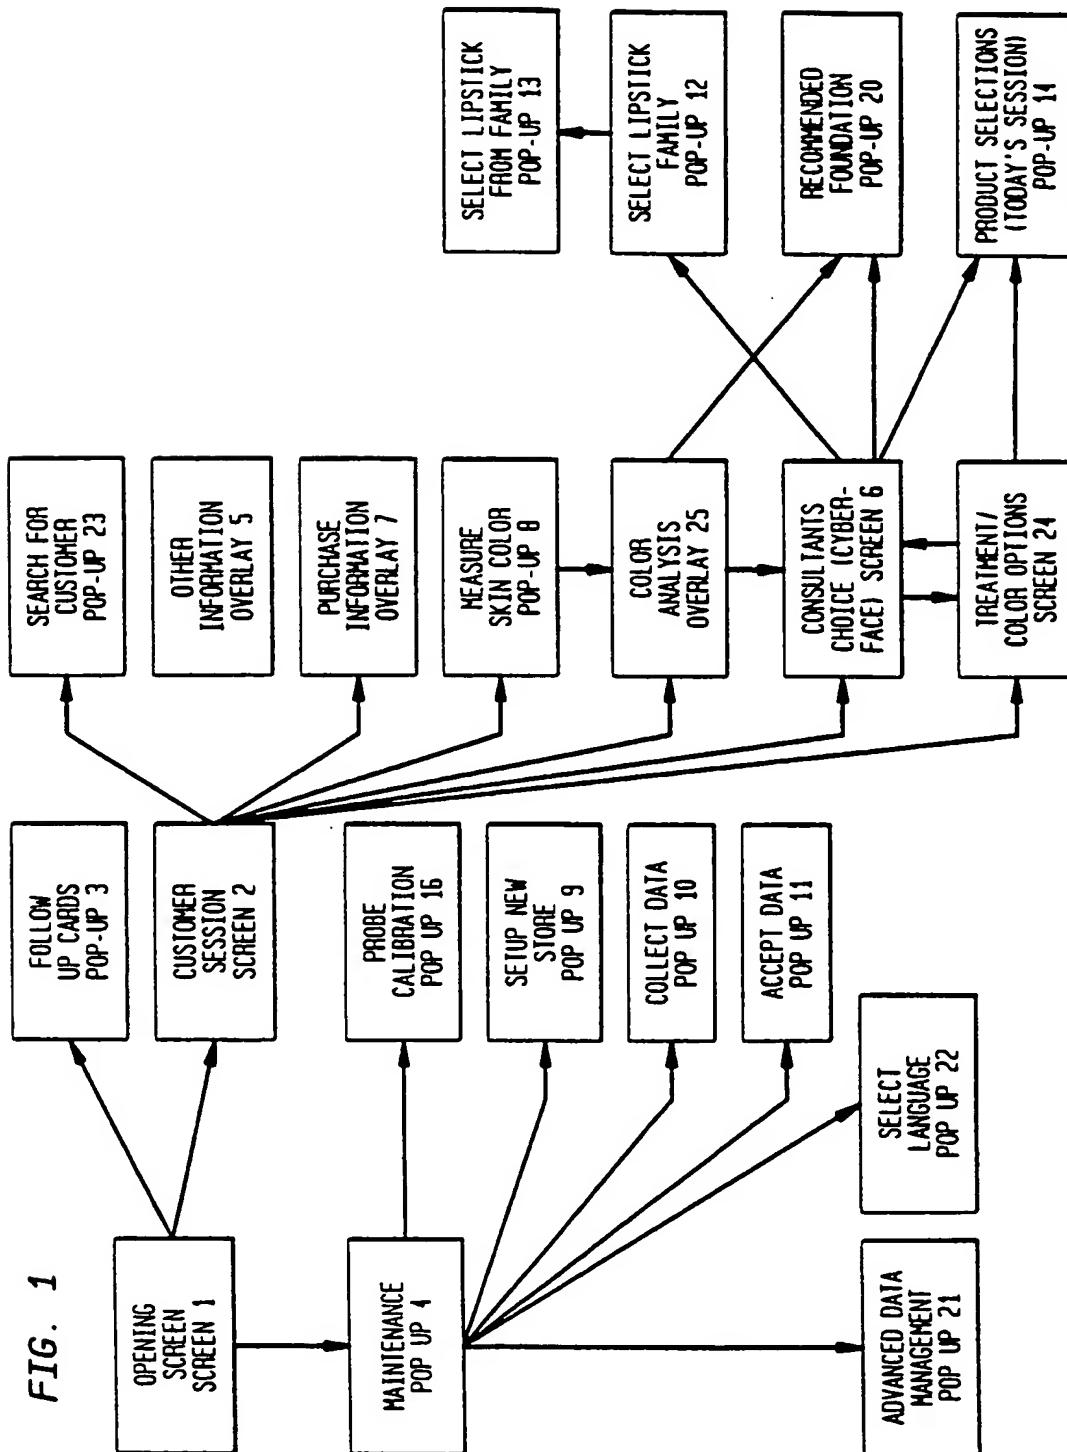 FIG. 1
OPENING
SCREEN
SCREEN 1
MAINTENANCE
POP UP 4
ADVANCED DATA
MANAGEMENT
POP UP 21
FOLLOW
UP CARDS
POP-UP 3
CUSTOMER
SESSION
SCREEN 2
PROBE
CALIBRATION
POP UP 16
SETUP NEW
STORE
POP UP 9
COLLECT DATA
POP UP 10
ACCEPT DATA
POP UP 11
SELECT
LANGUAGE
POP UP 22
SEARCH FOR
CUSTOMER
POP-UP 23
OTHER
INFORMATION
OVERLAY 5
PURCHASE
INFORMATION
OVERLAY 7
MEASURE
SKIN COLOR
POP-UP 8
COLOR
ANALYSIS
OVERLAY 25
CONSULTANTS
CHOICE (CYBER-
FACE) SCREEN 6
TREATMENT/
COLOR OPTIONS
SCREEN 24
SELECT LIPSTICK
FROM FAMILY
POP-UP 13
SELECT LIPSTICK
FAMILY
POP-UP 12
RECOMMENDED
FOUNDATION
POP-UP 20
PRODUCT SELECTIONS
(TODAY'S SESSION)
POP-UP 14